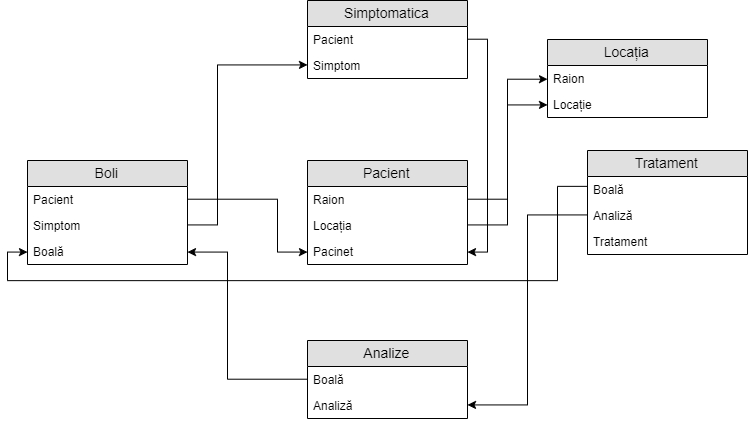 Simptomatica
Pacient
Simptom
Locația
Raion
Locație
Boli
Pacient
Simptom
Boală
Pacient
Raion
Locația
Pacinet
Tratament
Boală
Analiză
Tratament
Analize
Boală
Analiză